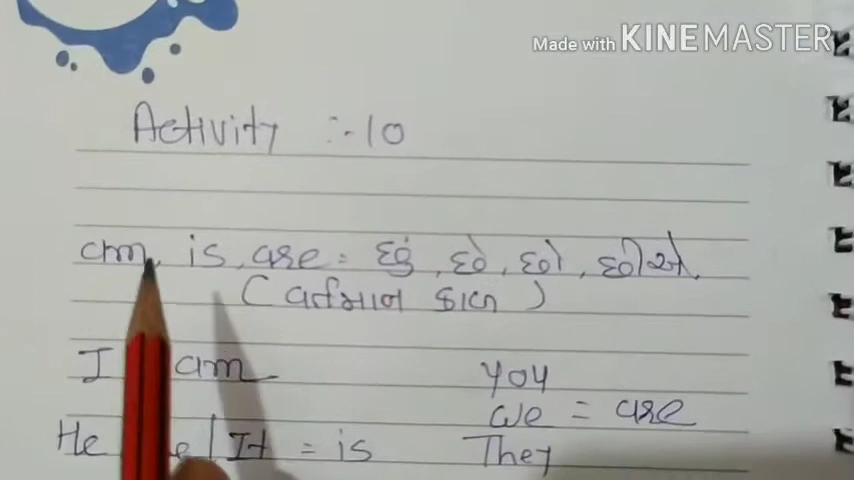 Made with KINEMASTER
Activity :- 10
am, is, are = છું, છે, છો, છીએ.
(વર્તમાન કાળ)
I am
You
we = are
He | It = is
They